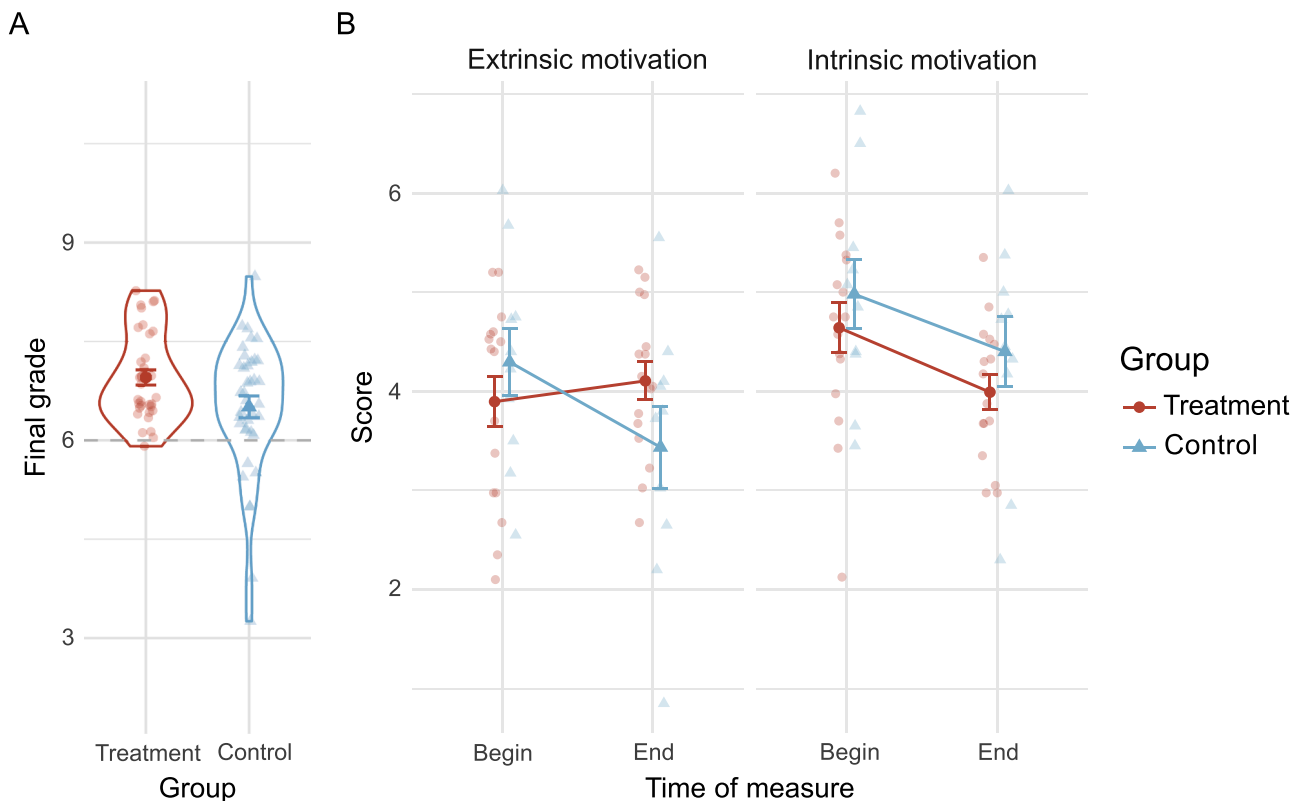 A
B
Extrinsic motivation
Intrinsic motivation
Final grade
9
6
3
Treatment
Control
Group
Score
6
4
2
Begin
End
Begin
End
Time of measure
Group
Treatment
Control